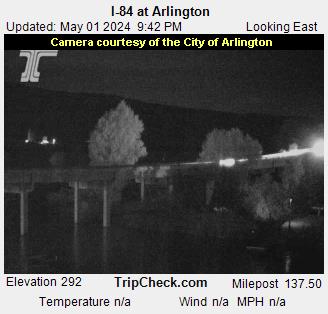 I-84 at Arlington
Updated: May 01 2024 9:42 PM Looking East
Camera courtesy of the City of Arlington
Elevation 292 TripCheck.com Milepost 137.50
Temperature n/a Wind n/a MPH n/a